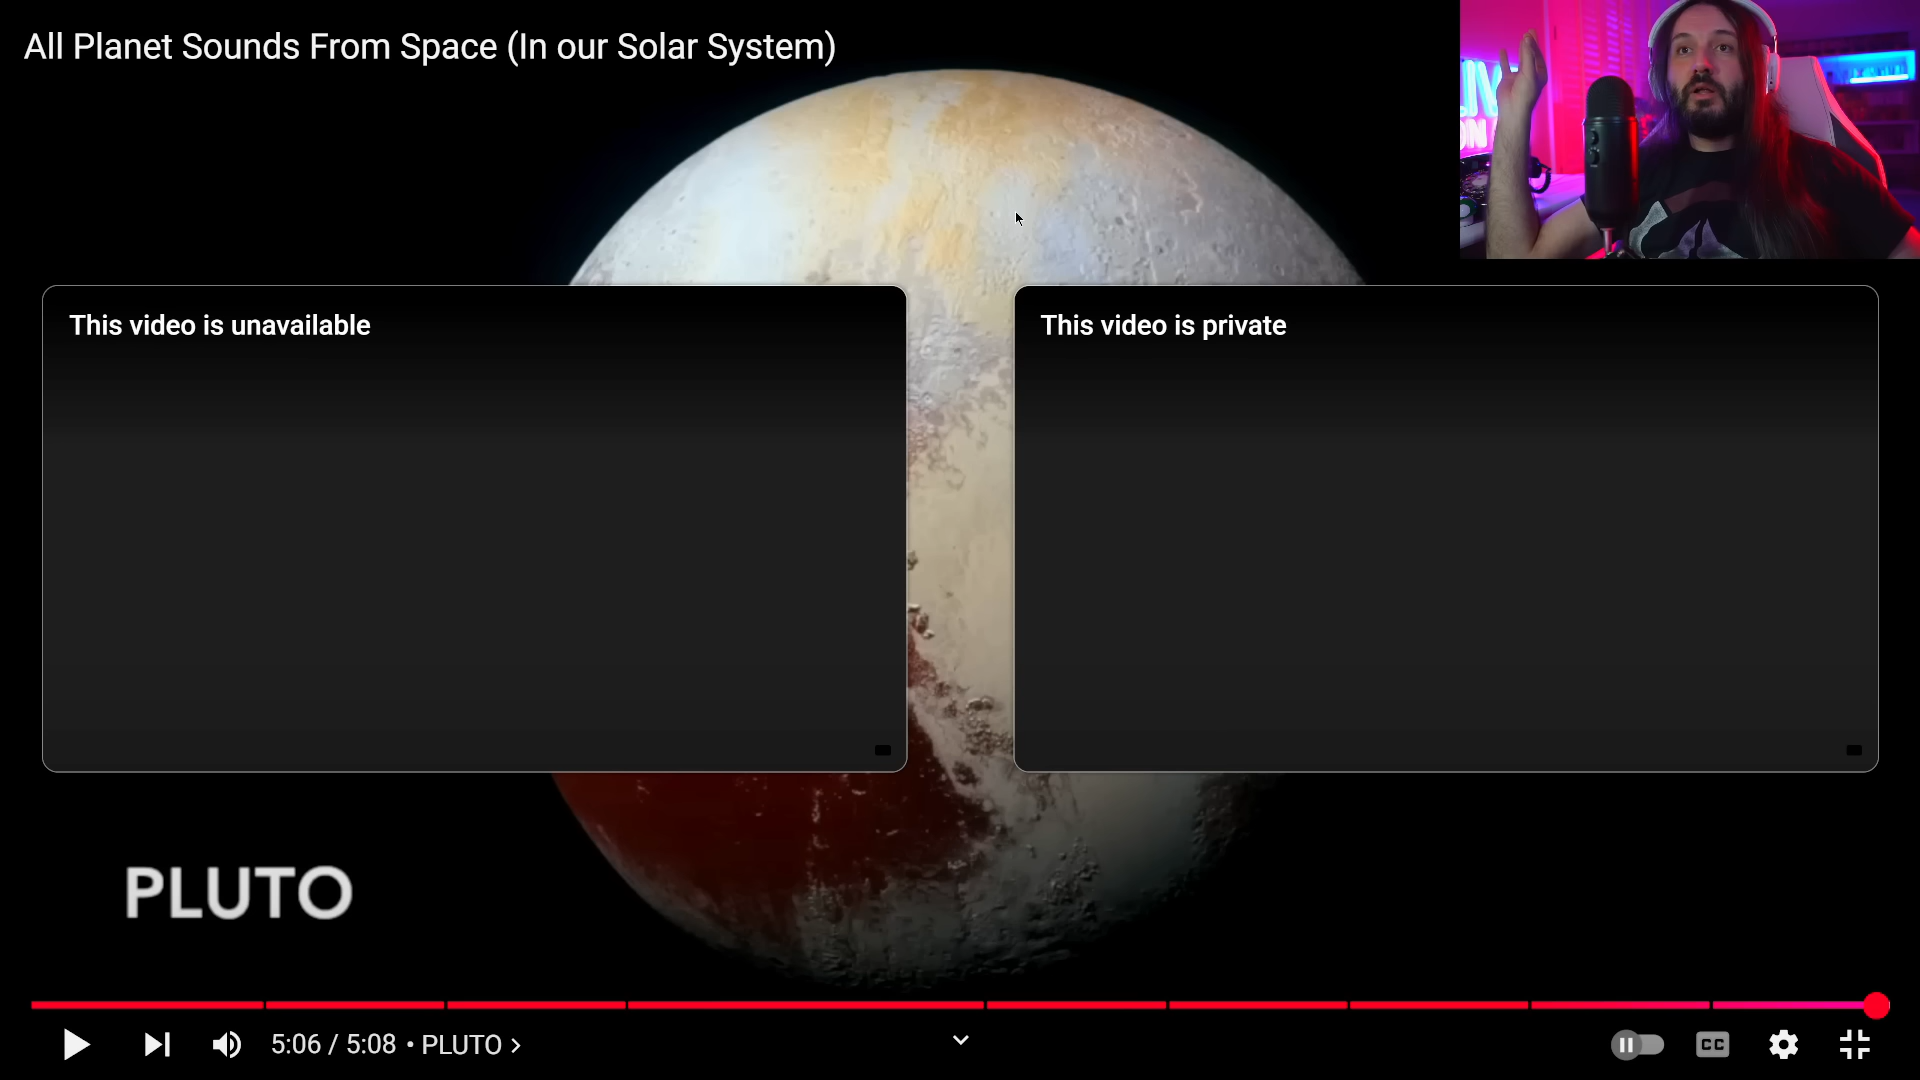 All Planet Sounds From Space (In our Solar System)
This video is unavailable
This video is private
PLUTO
5:06 / 5:08 • PLUTO >
CC